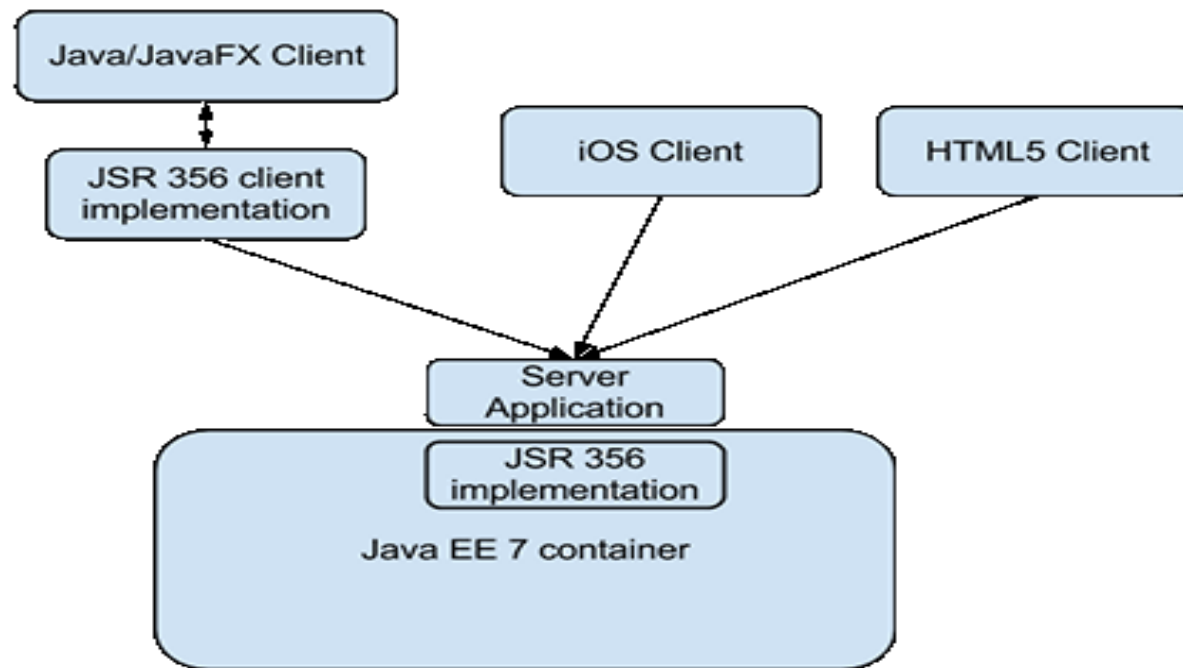 Java/JavaFX Client
JSR 356 client
implementation
iOS Client
HTML5 Client
Server
Application
JSR 356
implementation
Java EE 7 container